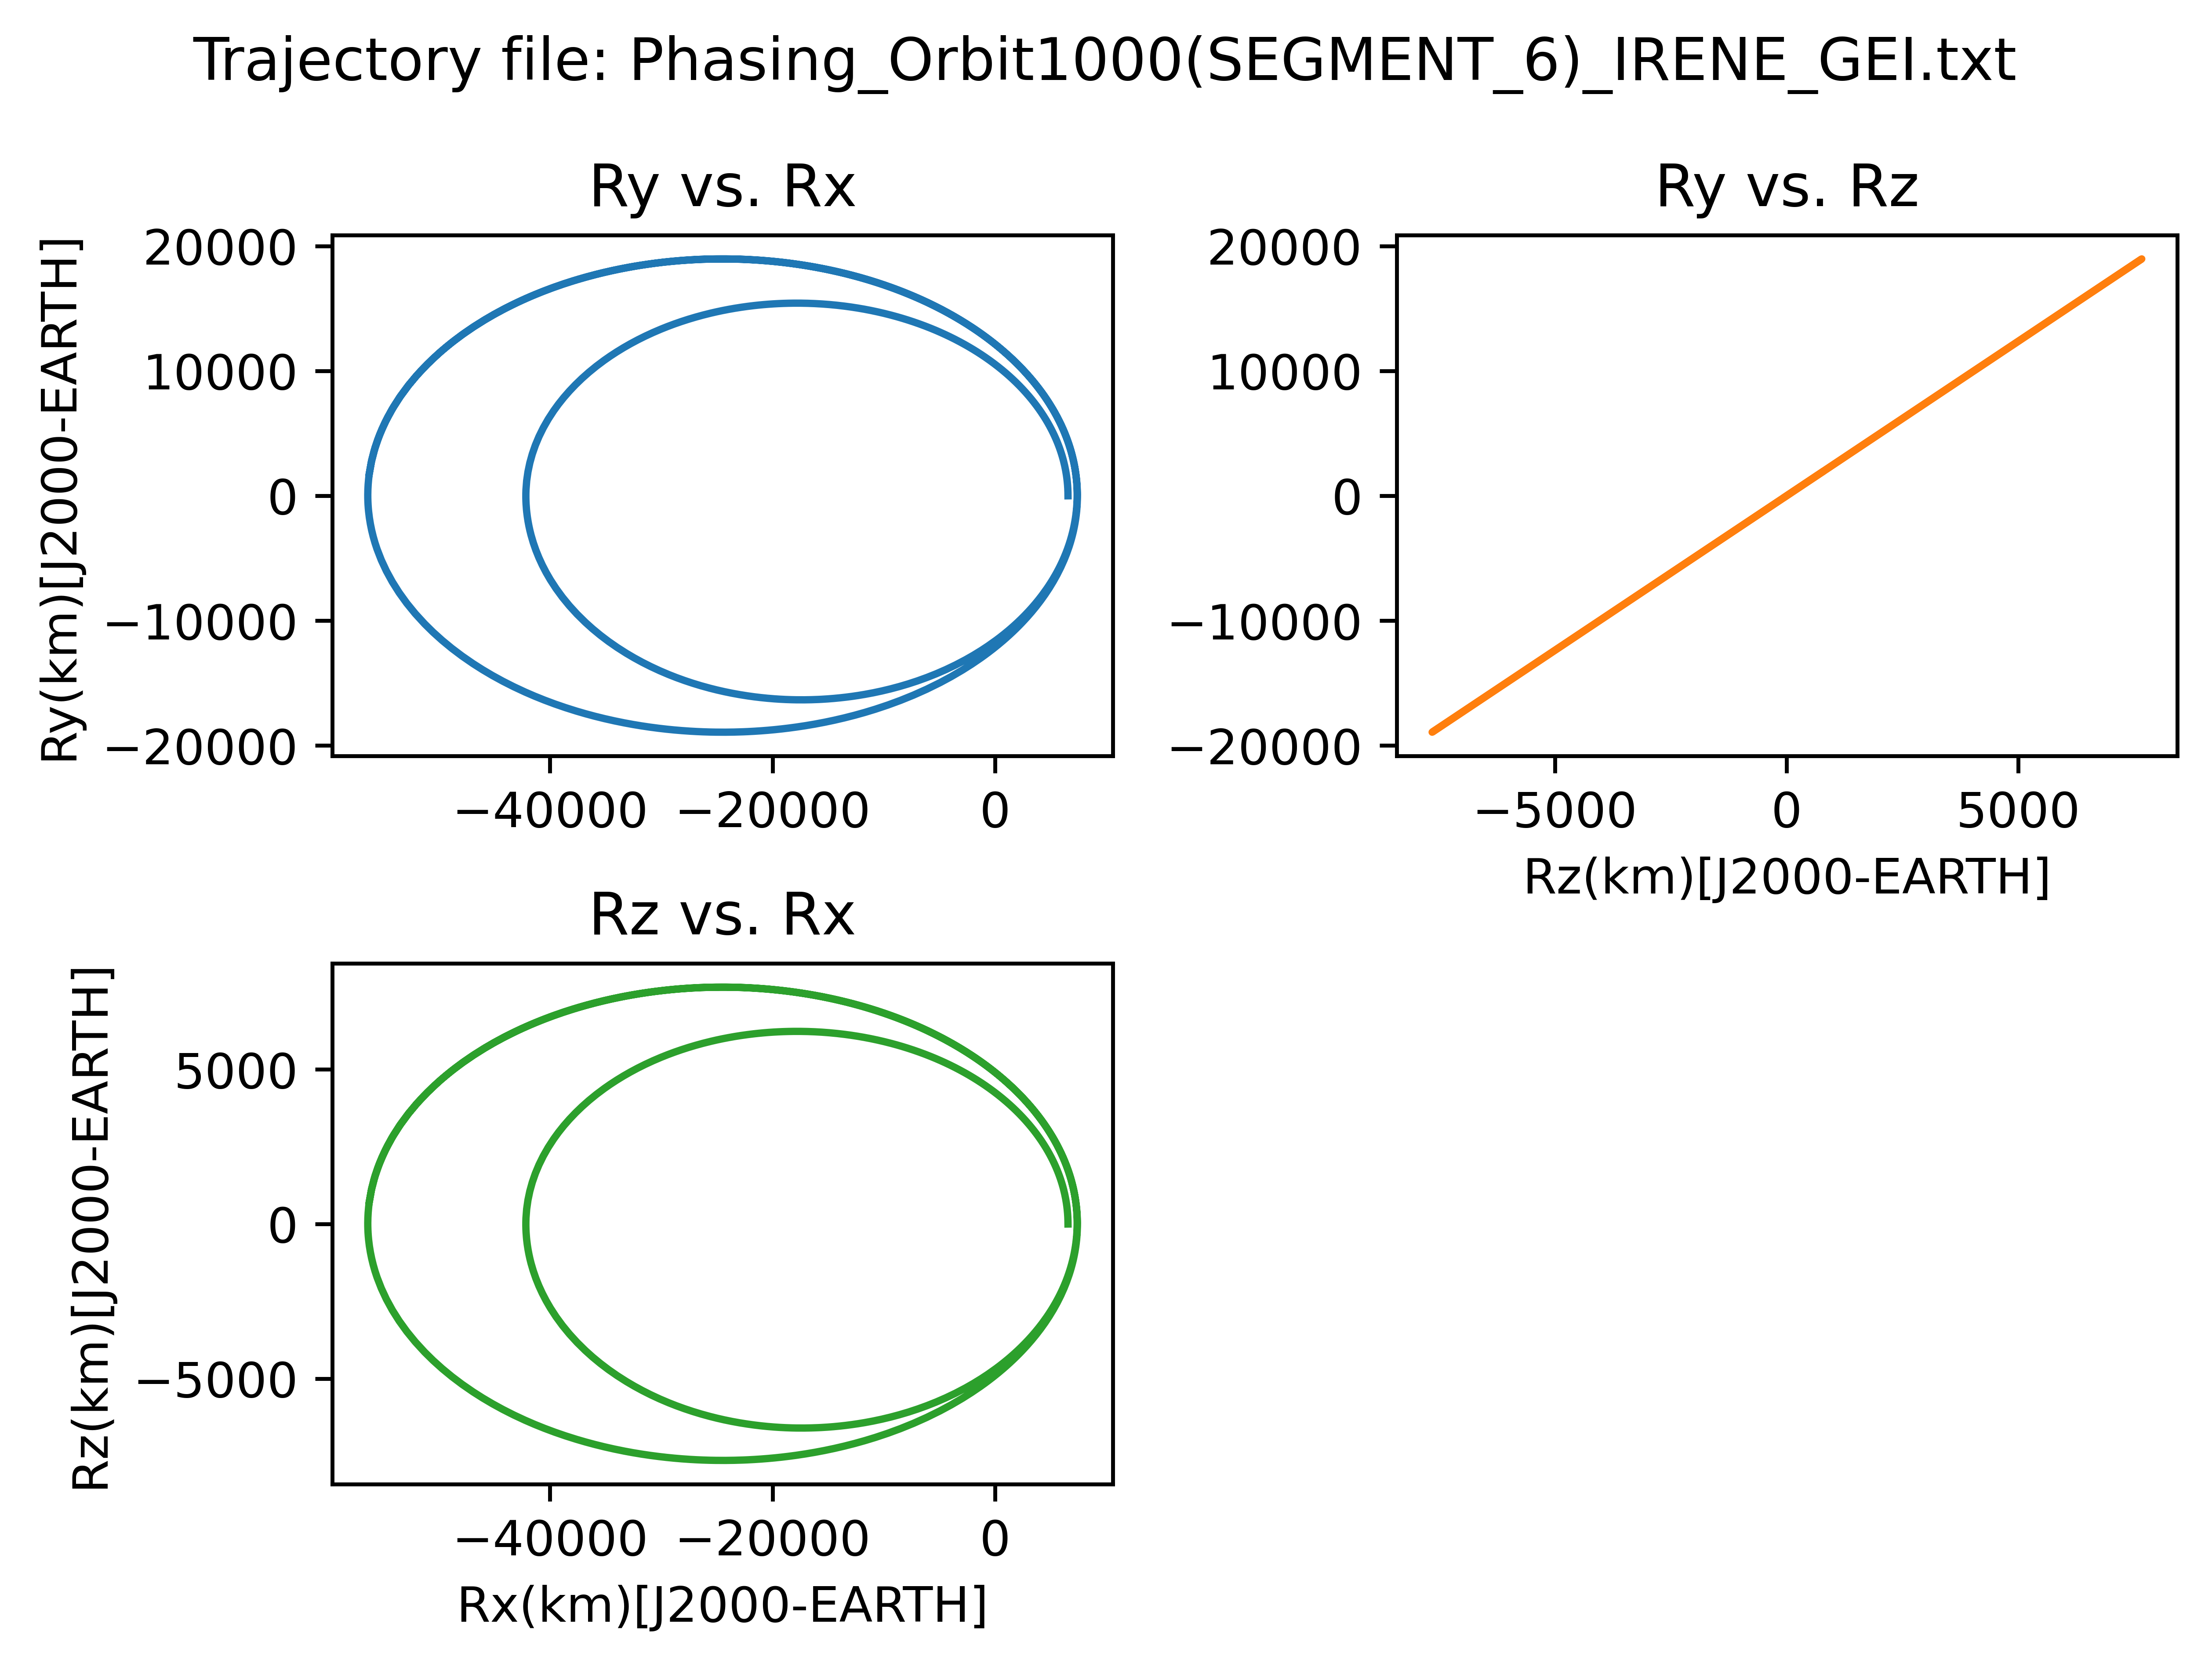 Trajectory file: Phasing_Orbit1000(SEGMENT_6)_IRENE_GEI.txt
Ry vs. Rx
Ry(km)[J2000-EARTH]
20000
10000
0
−10000
−20000
−40000 −20000 0
Ry vs. Rz
20000
10000
0
−10000
−20000
−5000 0 5000
Rz(km)[J2000-EARTH]
Rz vs. Rx
Rz(km)[J2000-EARTH]
5000
0
−5000
−40000 −20000 0
Rx(km)[J2000-EARTH]